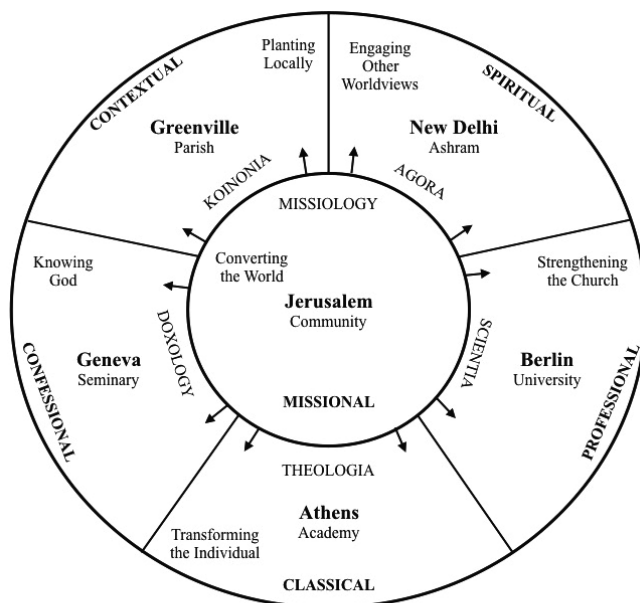 CONTEXTUAL
Planting
Locally
Greenville
Parish
KOINONIA
Engaging
Other
Worldviews
SPIRITUAL
New Delhi
Ashram
AGORA
MISSIOLOGY
Converting
the World
Jerusalem
Community
MISSIONAL
Knowing
God
DOXOLOGY
Geneva
Seminary
CONFESSIONAL
Strengthening
the Church
SCIENTIA
Berlin
University
PROFESSIONAL
THEOLOGIA
Athens
Academy
Transforming
the Individual
CLASSICAL